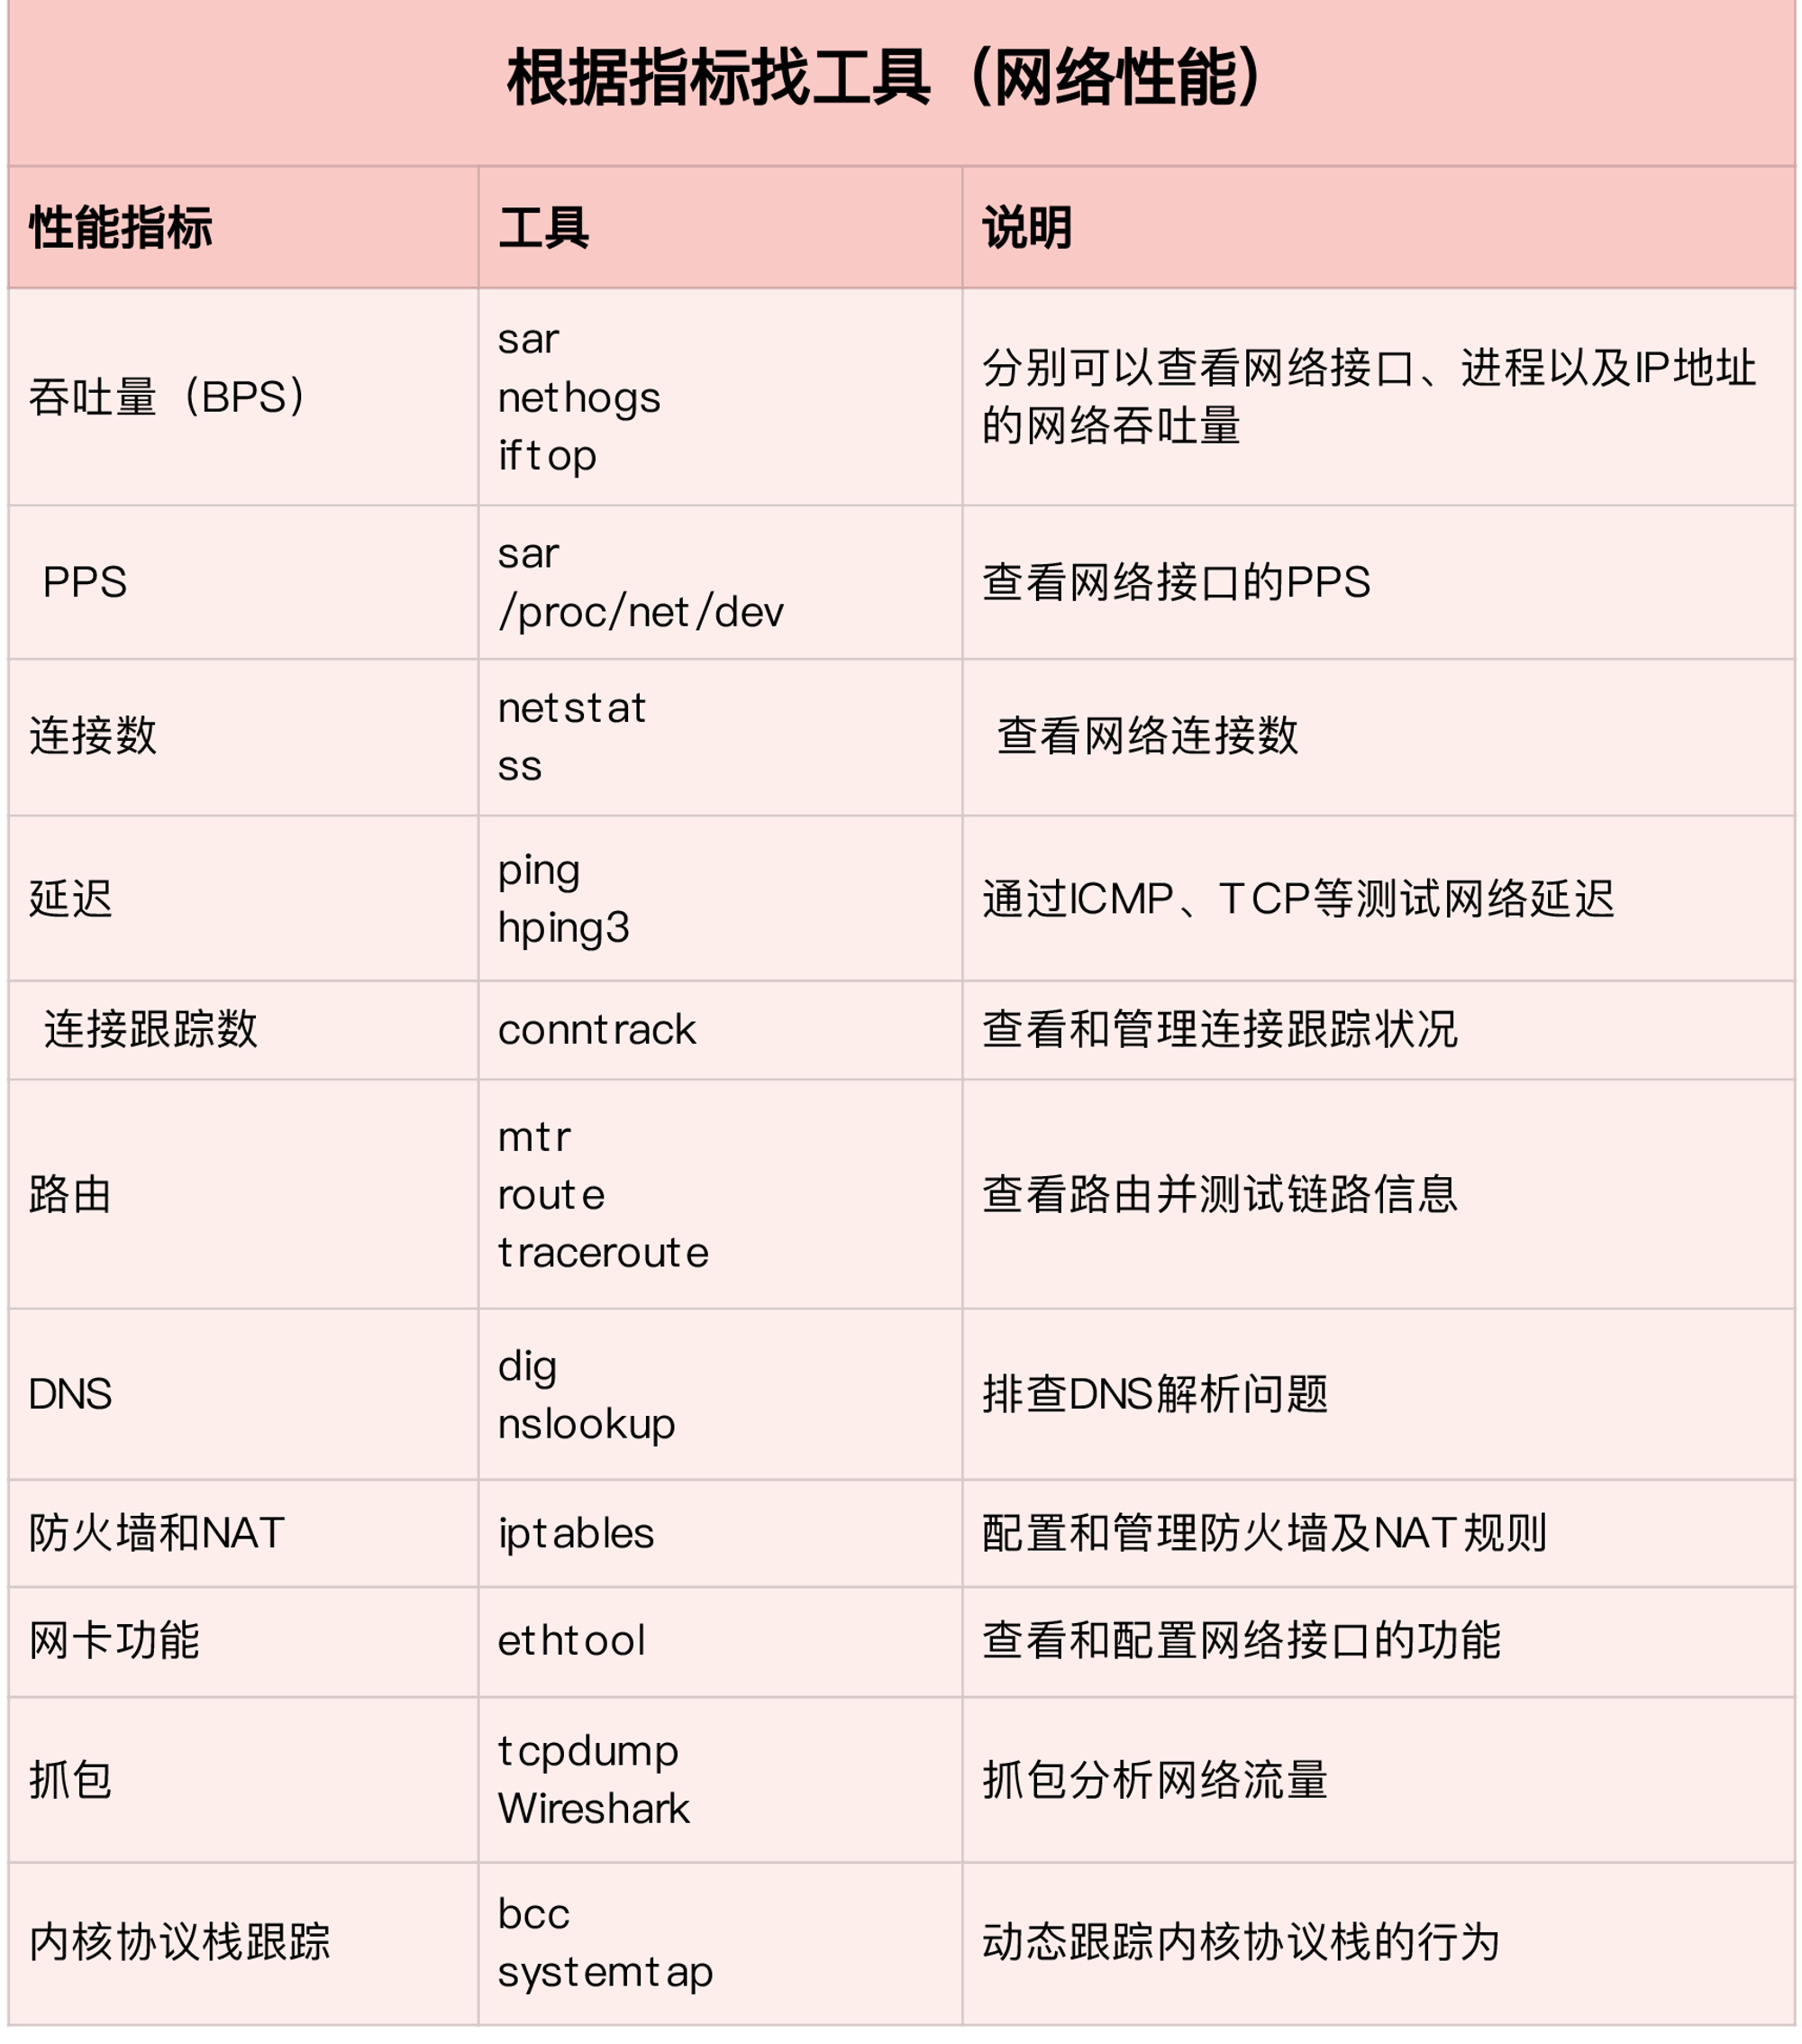 根据指标找工具（网络性能）
性能指标
工具
说明
吞吐量（BPS）
sar
nethogs
iftop
分别可以查看网络接口、进程以及IP地址
的网络吞吐量
PPS
sar
/proc/net/dev
查看网络接口的PPS
连接数
netstat
ss
查看网络连接数
延迟
ping
hping3
通过ICMP、TCP等测试网络延迟
连接跟踪数
conntrack
查看和管理连接跟踪状况
路由
mtr
route
traceroute
查看路由并测试链路信息
DNS
dig
nslookup
排查DNS解析问题
防火墙和NAT
iptables
配置和管理防火墙及NAT规则
网卡功能
ethtool
查看和配置网络接口的功能
抓包
tcpdump
Wireshark
抓包分析网络流量
内核协议栈跟踪
bcc
systemtap
动态跟踪内核协议栈的行为